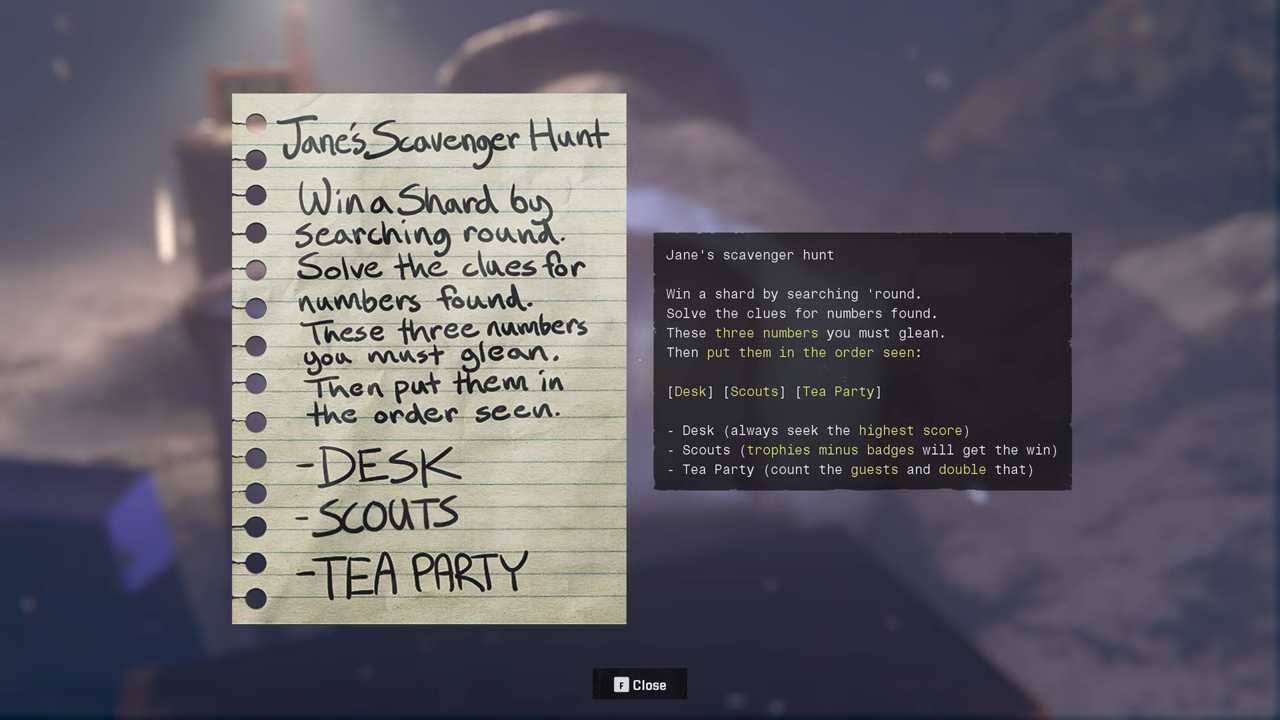 Jane's Scavenger Hunt
Win a Shard by
searching round.
Solve the clues for
numbers found.
These three numbers
you must glean.
Then put them in
the order seen.
-DESK
-SCOUTS
-TEA PARTY
Jane's scavenger hunt
Win a shard by searching 'round.
Solve the clues for numbers found.
These three numbers you must glean.
Then put them in the order seen:
[Desk] [Scouts] [Tea Party]
- Desk (always seek the highest score)
- Scouts (trophies minus badges will get the win)
- Tea Party (count the guests and double that)
F Close